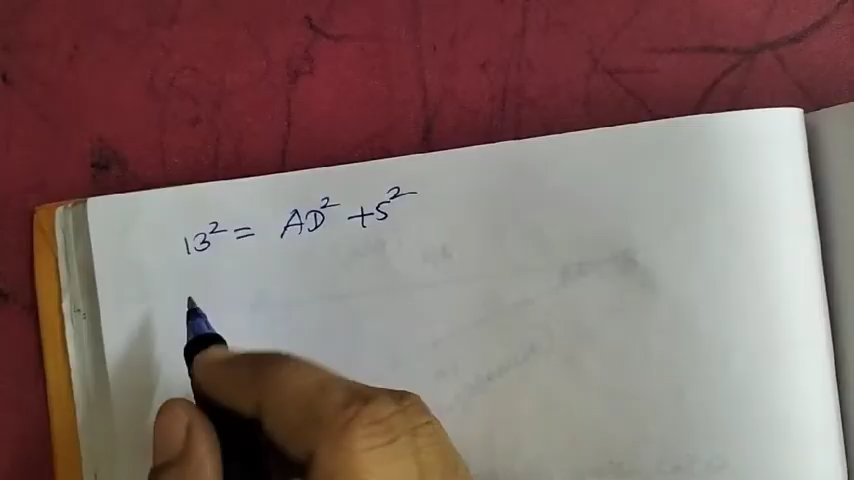 13² = AD² + 5²